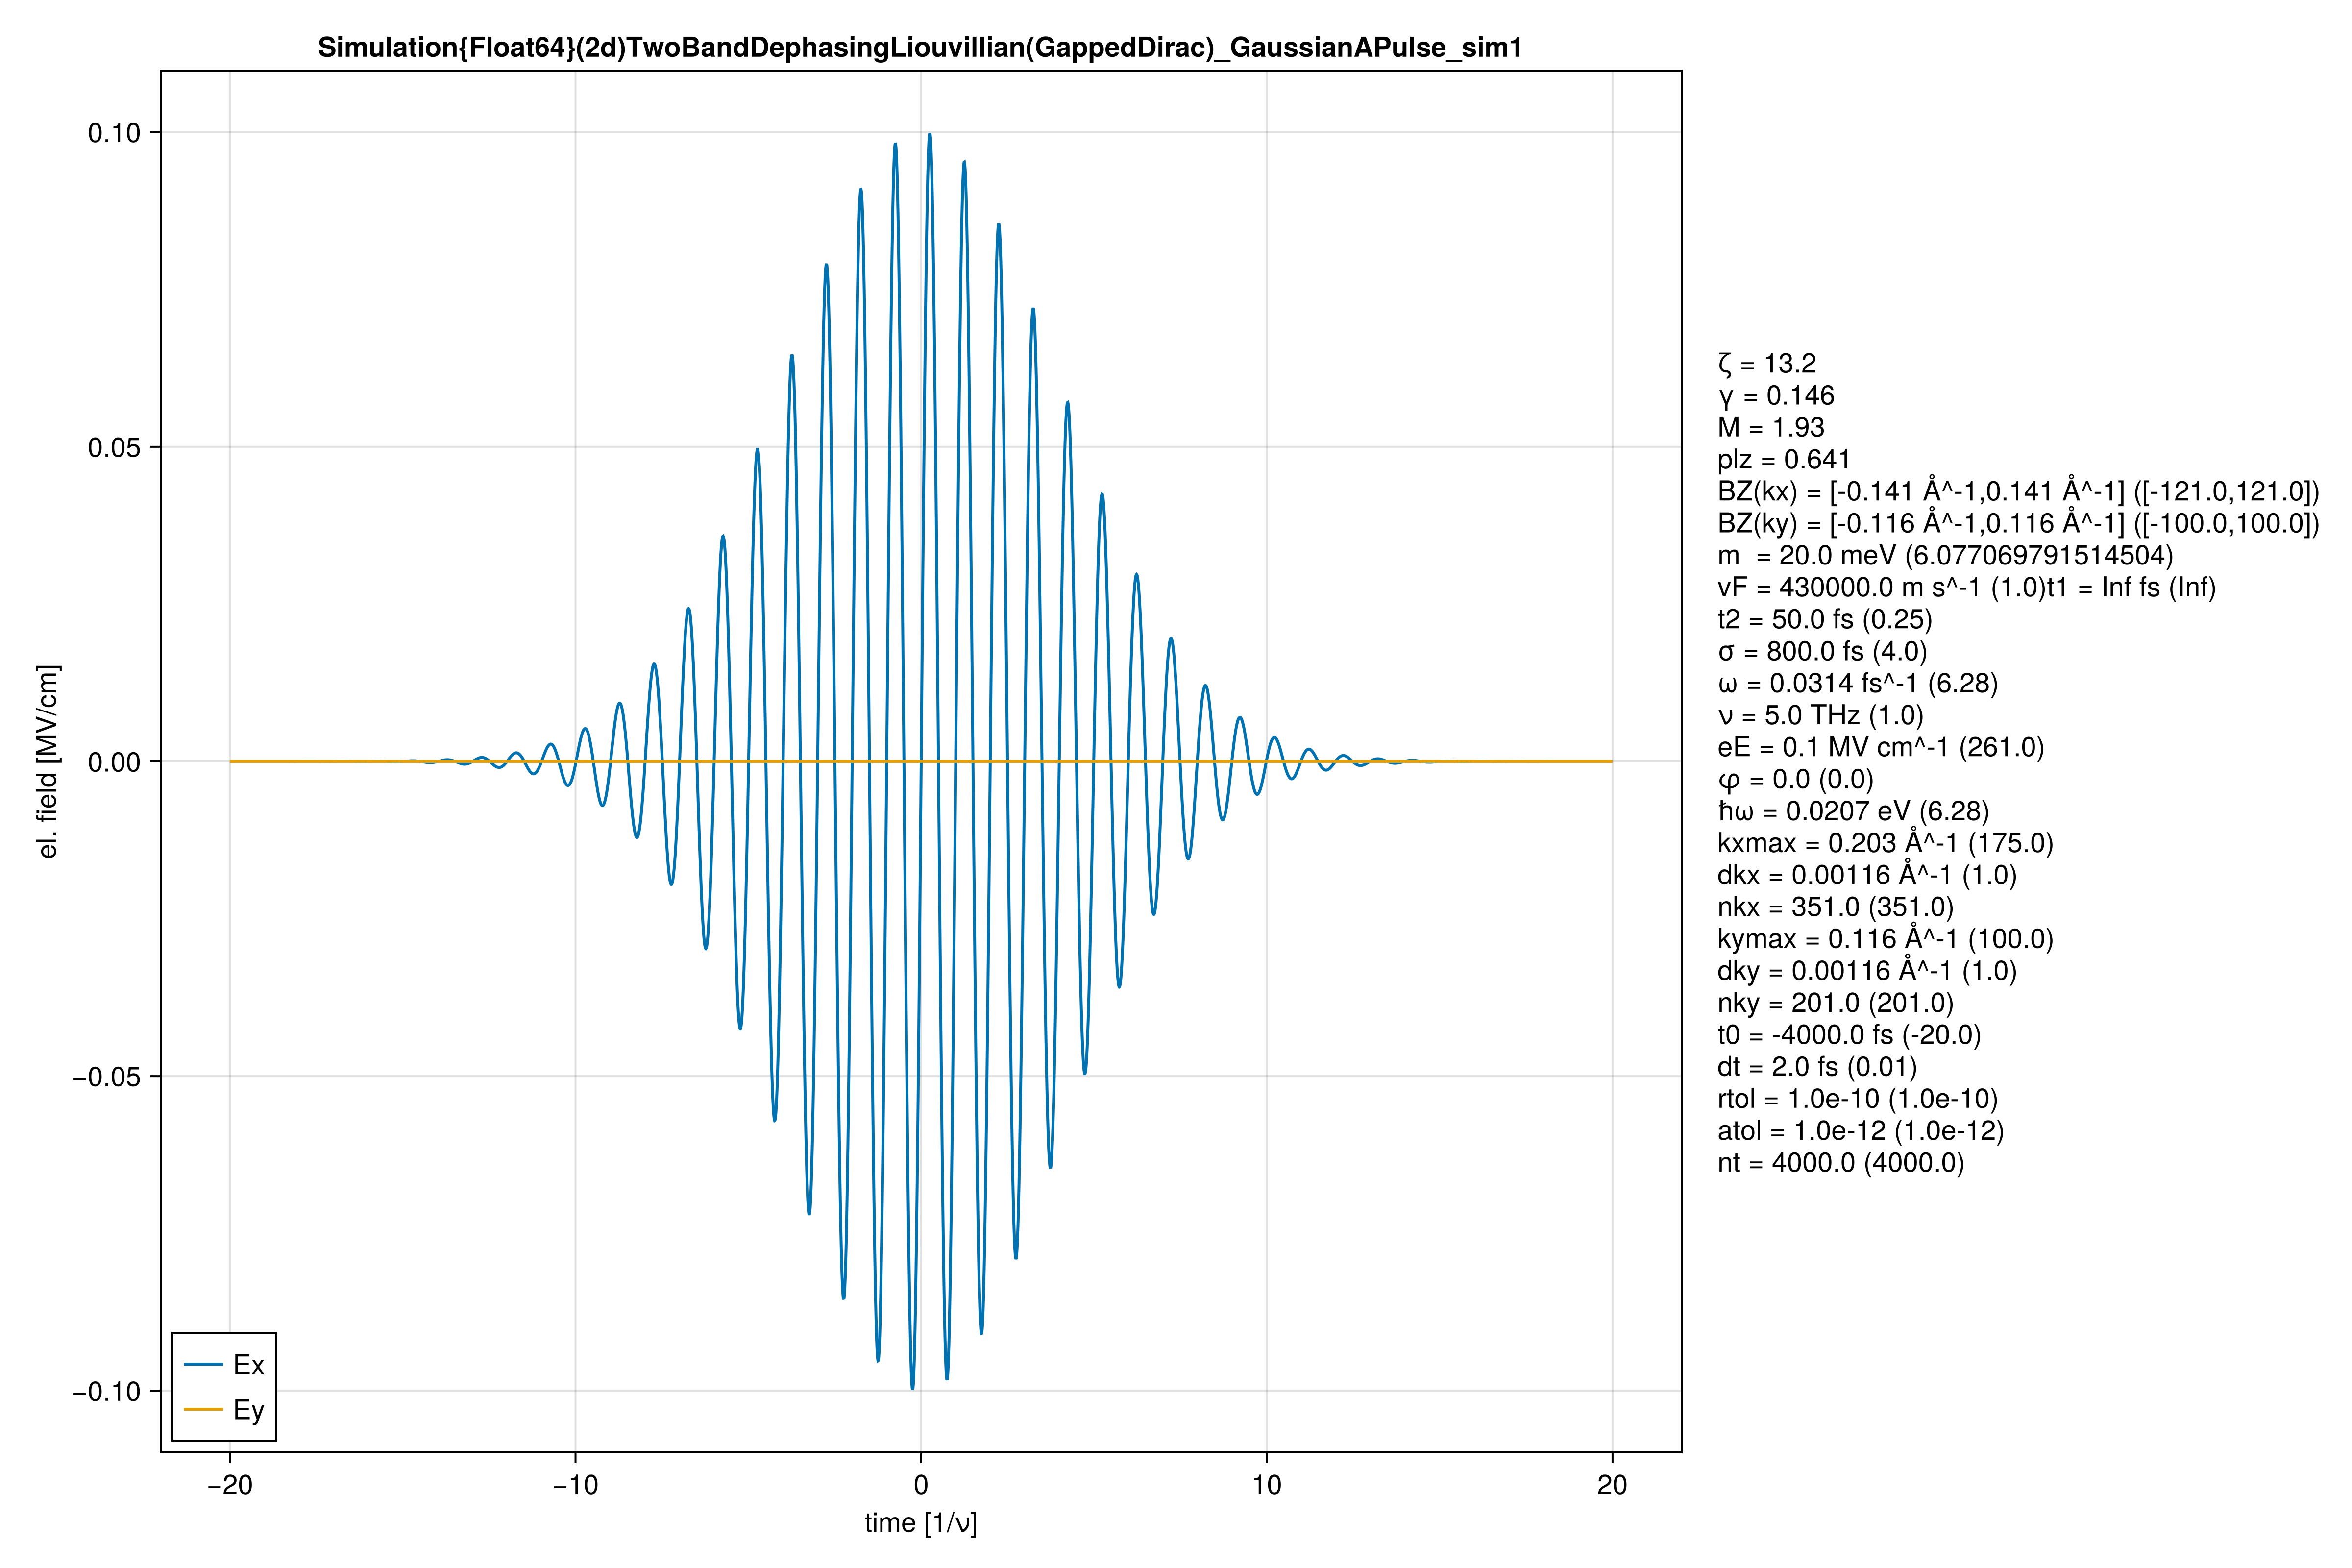 Simulation{Float64}(2d)TwoBandDephasingLiouvillian(GappedDirac)_GaussianAPulse_sim1
el. field [MV/cm]
0.10
0.05
0.00
−0.05
−0.10
Ex
Ey
−20
−10
0
10
20
time [1/ν]
ζ = 13.2
γ = 0.146
M = 1.93
plz = 0.641
BZ(kx) = [-0.141 Å^-1,0.141 Å^-1] ([-121.0,121.0])
BZ(ky) = [-0.116 Å^-1,0.116 Å^-1] ([-100.0,100.0])
m  = 20.0 meV (6.077069791514504)
vF = 430000.0 m s^-1 (1.0)t1 = Inf fs (Inf)
t2 = 50.0 fs (0.25)
σ = 800.0 fs (4.0)
ω = 0.0314 fs^-1 (6.28)
ν = 5.0 THz (1.0)
eE = 0.1 MV cm^-1 (261.0)
φ = 0.0 (0.0)
ħω = 0.0207 eV (6.28)
kxmax = 0.203 Å^-1 (175.0)
dkx = 0.00116 Å^-1 (1.0)
nkx = 351.0 (351.0)
kymax = 0.116 Å^-1 (100.0)
dky = 0.00116 Å^-1 (1.0)
nky = 201.0 (201.0)
t0 = -4000.0 fs (-20.0)
dt = 2.0 fs (0.01)
rtol = 1.0e-10 (1.0e-10)
atol = 1.0e-12 (1.0e-12)
nt = 4000.0 (4000.0)